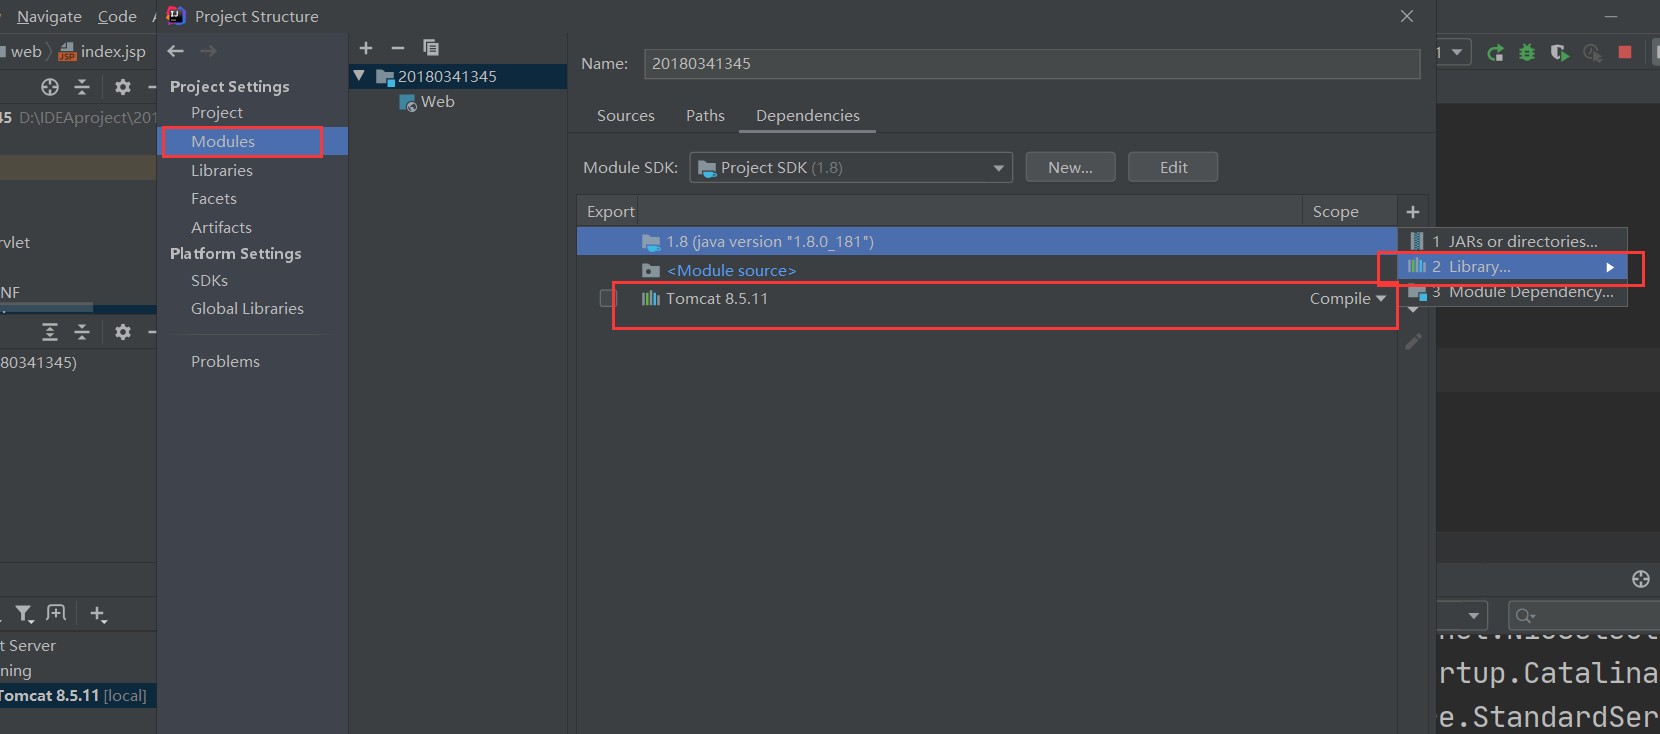 Navigate Code
Project Structure
web index.jsp
Project Settings
Project
Modules
Libraries
Facets
Artifacts
Platform Settings
SDKs
Global Libraries
Problems
45 D:\IDEAproject\201
rvlet
NF
80341345)
t Server
ning
Tomcat 8.5.11 [local]
20180341345
Web
Name: 20180341345
Sources Paths Dependencies
Module SDK: Project SDK (1.8) New... Edit
Export Scope
1.8 (java version "1.8.0_181")
<Module source>
Tomcat 8.5.11 Compile
1 JARs or directories...
2 Library...
3 Module Dependency...
1
rtup.Catalina
e.StandardSer